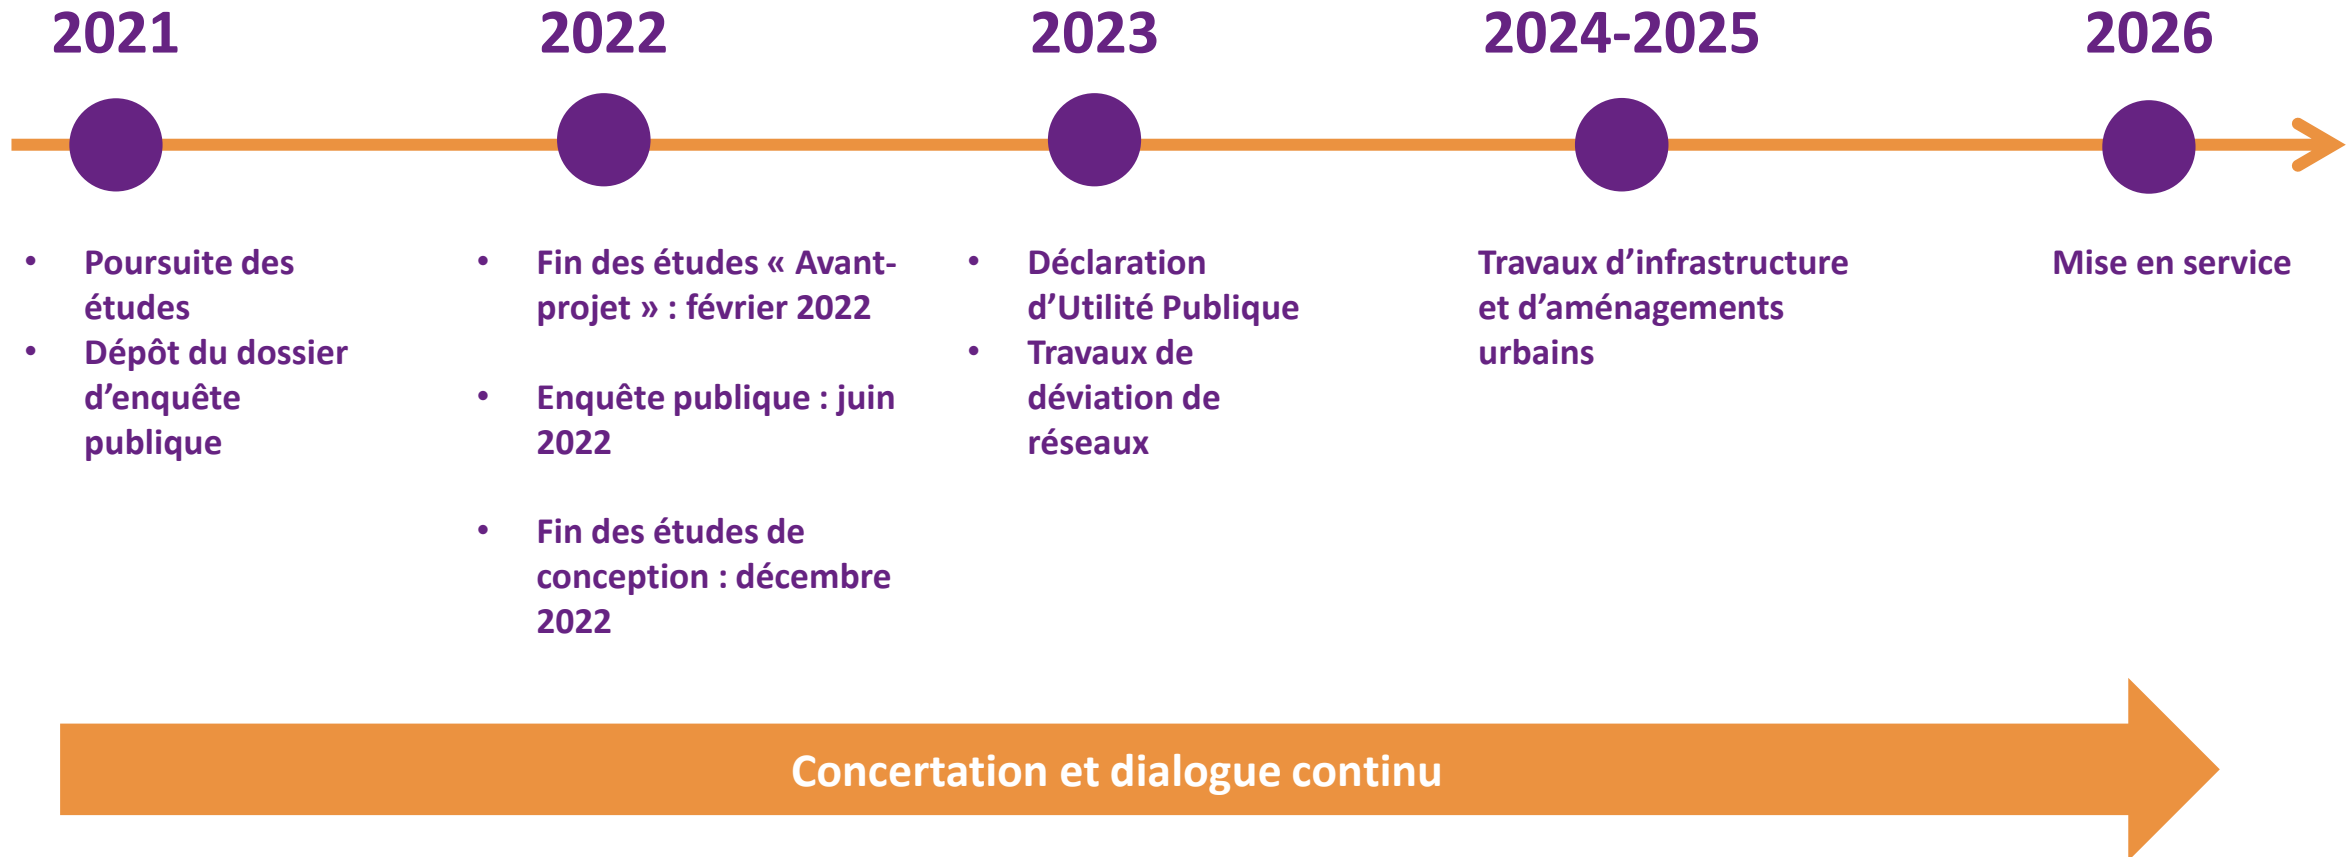 2021
2022
2023
2024-2025
2026
• Poursuite des
études
• Dépôt du dossier
d’enquête
publique
• Fin des études « Avant-
projet » : février 2022
• Enquête publique : juin
2022
• Fin des études de
conception : décembre
2022
• Déclaration
d’Utilité Publique
• Travaux de
déviation de
réseaux
Travaux d’infrastructure
et d’aménagements
urbains
Mise en service
Concertation et dialogue continu